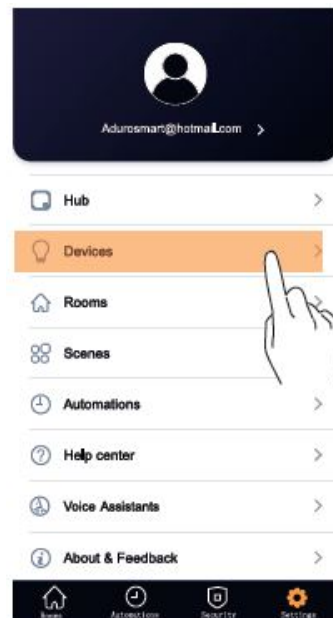 Adurosmart@hotmail.com
Hub
Devices
Rooms
Scenes
Automations
Help center
Voice Assistants
About & Feedback
Rooms Automations Security Settings